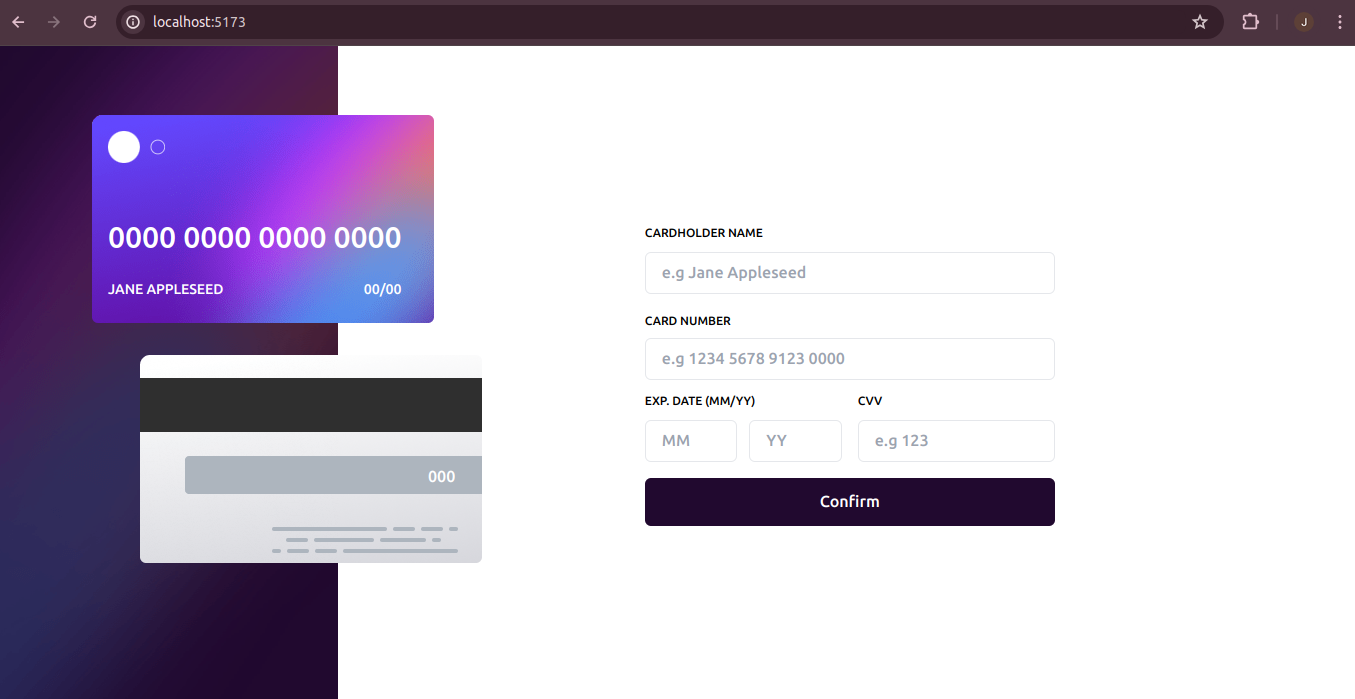 localhost:5173
J
0000 0000 0000 0000
JANE APPLESEED 00/00
000
CARDHOLDER NAME
e.g Jane Appleseed
CARD NUMBER
e.g 1234 5678 9123 0000
EXP. DATE (MM/YY) CVV
MM YY e.g 123
Confirm